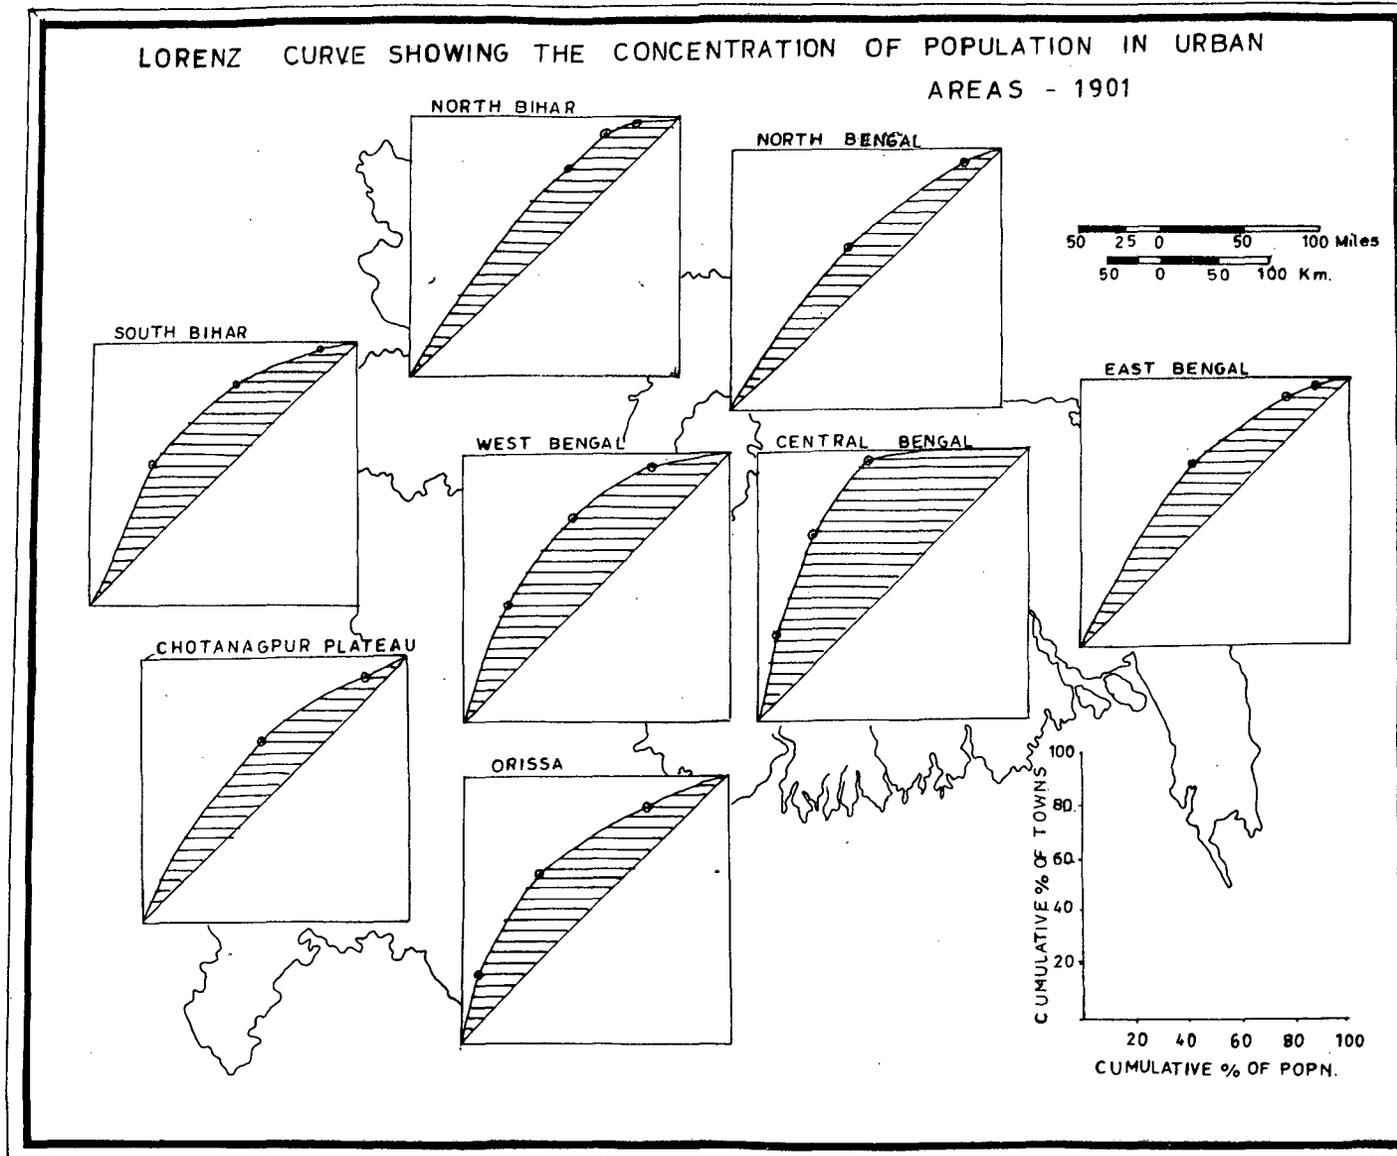 LORENZ CURVE SHOWING THE CONCENTRATION OF POPULATION IN URBAN
AREAS - 1901
NORTH BIHAR
NORTH BENGAL
50 25 0 50 100 Miles
50 0 50 100 Km.
SOUTH BIHAR
EAST BENGAL
WEST BENGAL
CENTRAL BENGAL
CHOTANAGPUR PLATEAU
ORISSA
CUMULATIVE % OF TOWNS
100
80
60
40
20
20 40 60 80 100
CUMULATIVE % OF POPN.